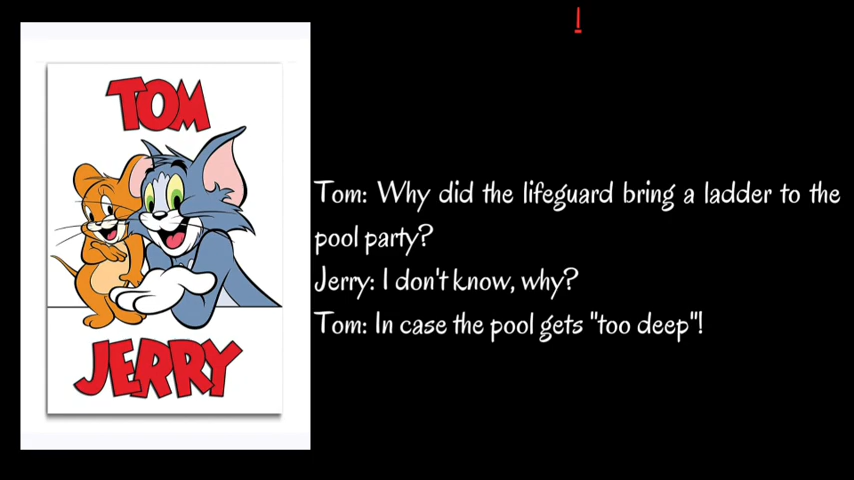 I
TOM
JERRY
Tom: Why did the lifeguard bring a ladder to the
pool party?
Jerry: I don't know, why?
Tom: In case the pool gets "too deep"!